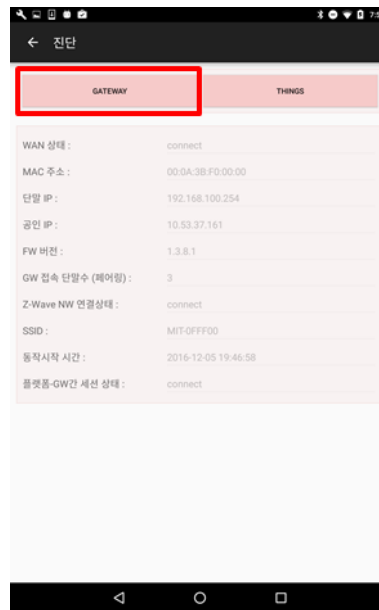 진단
GATEWAY THINGS
WAN 상태 : connect
MAC 주소 : 00:0A:3B:F0:00:00
단말 IP : 192.168.100.254
공인 IP : 10.53.37.161
FW 버전 : 1.3.8.1
GW 접속 단말수 (페어링) : 3
Z-Wave NW 연결상태 : connect
SSID : MIT-0FFF00
동작시작 시간 : 2016-12-05 19:46:58
플랫폼-GW간 세션 상태 : connect